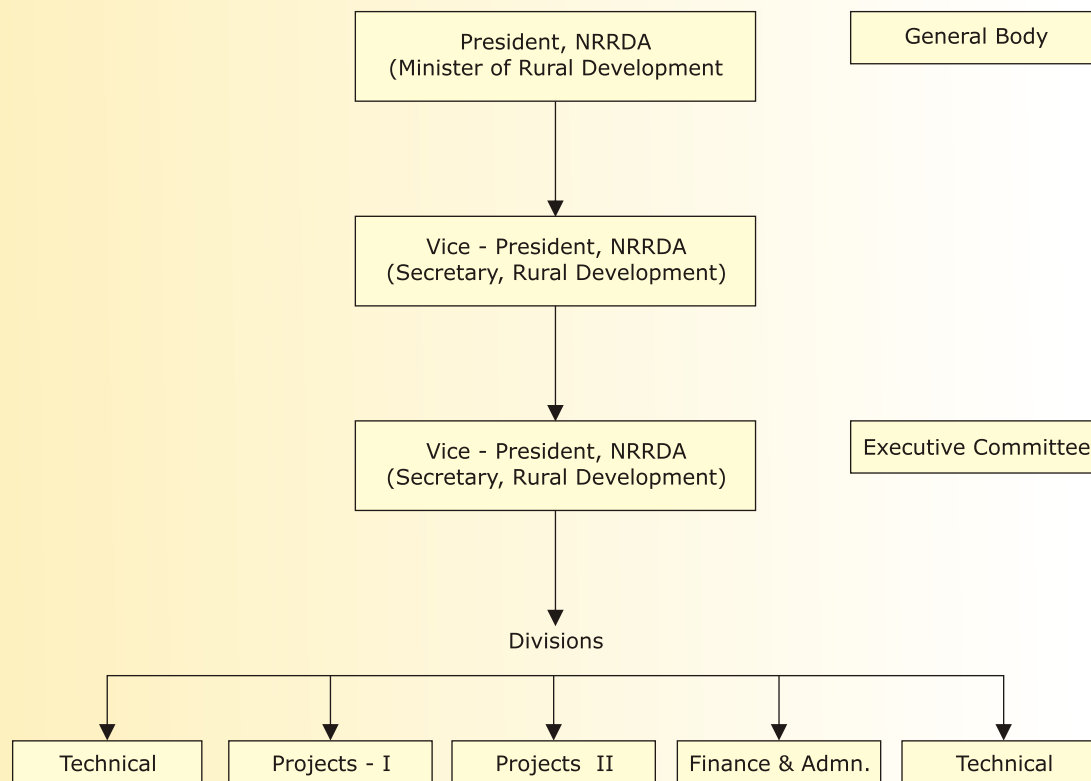 President, NRRDA
(Minister of Rural Development
General Body
Vice - President, NRRDA
(Secretary, Rural Development)
Vice - President, NRRDA
(Secretary, Rural Development)
Executive Committee
Divisions
Technical
Projects - I
Projects II
Finance & Admn.
Technical